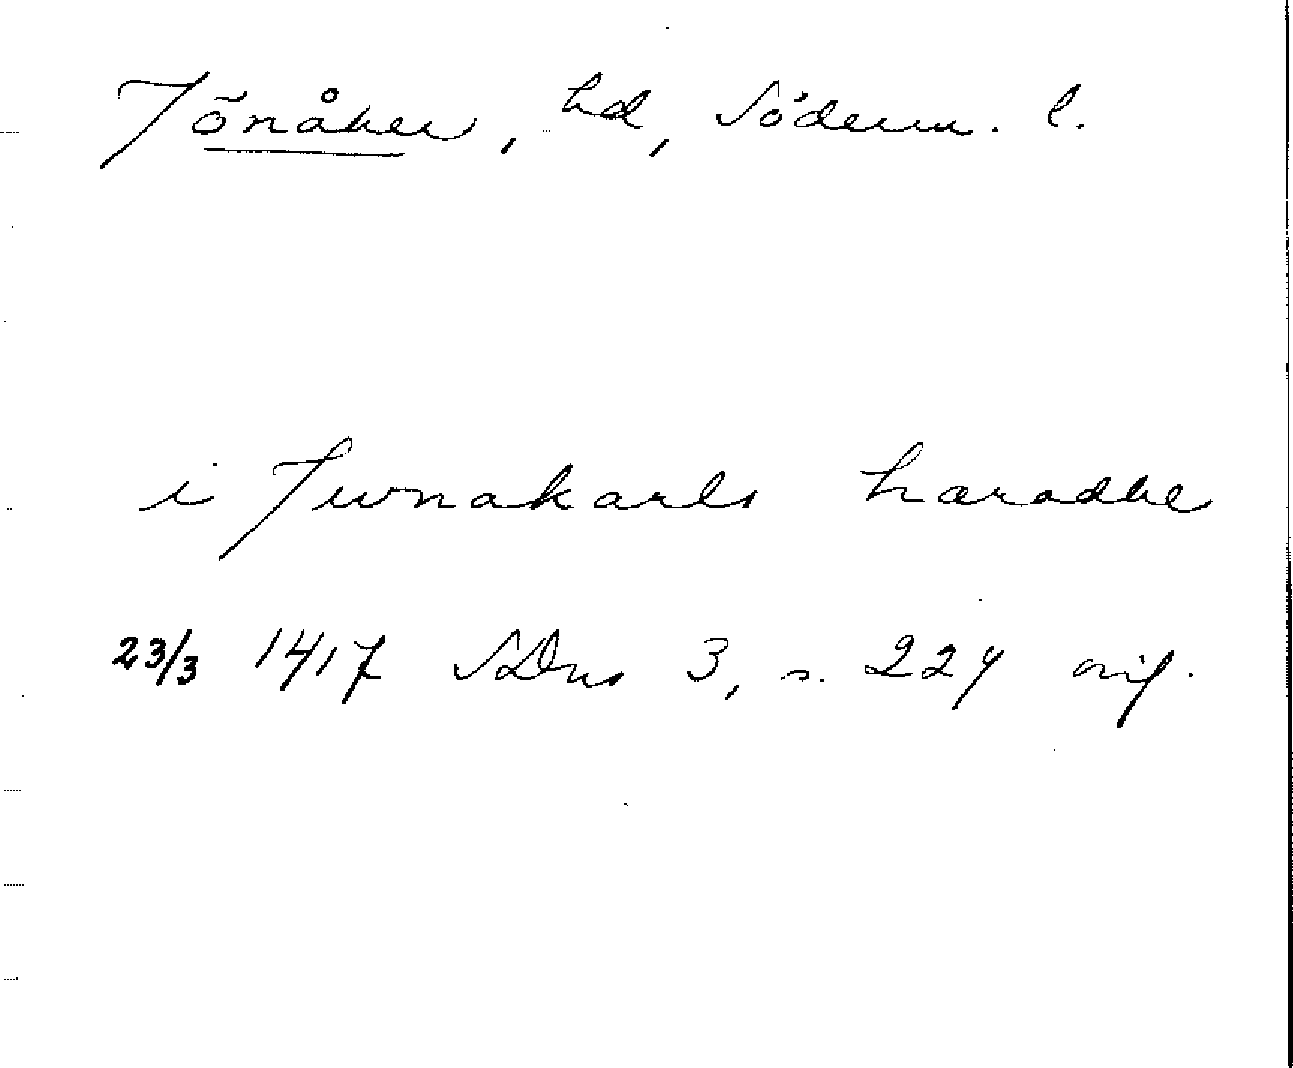 Jönåker, hd, Söderm. l.
i Jwnakarls haradhe
23/3 1417 SDns 3, s. 224 orig.